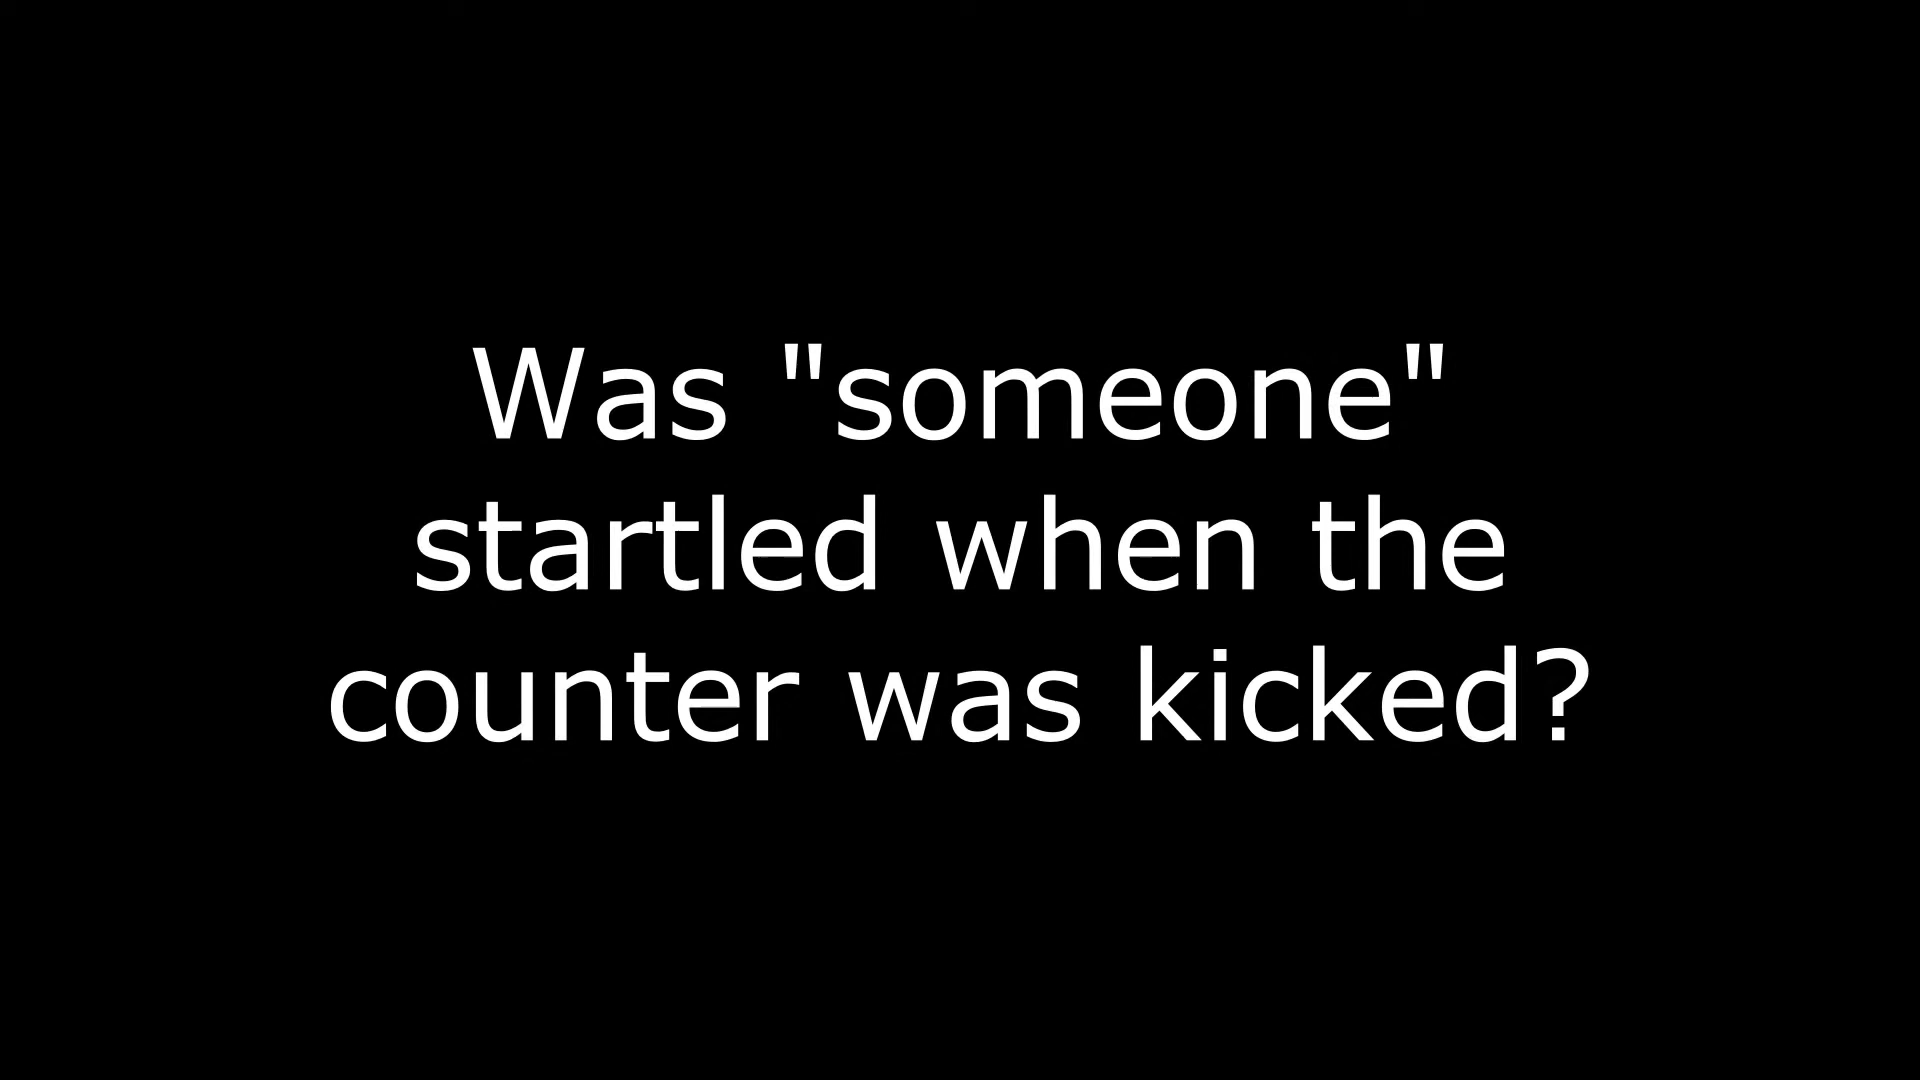 Was "someone"
startled when the
counter was kicked?